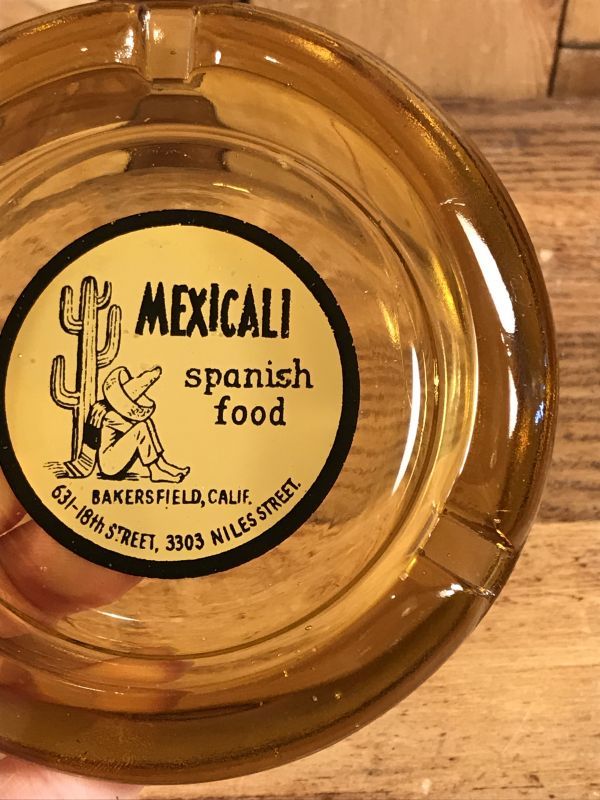 MEXICALI
spanish
food
BAKERSFIELD, CALIF.
631-18th STREET, 3303 NILES STREET.